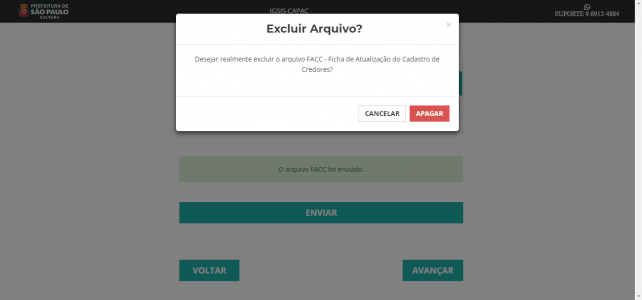 PREFEITURA DE
SÃO PAULO
CULTURA
IGSIS-CAPAC
SUPORTE 9.6912-4884
Excluir Arquivo?
×
Desejar realmente excluir o arquivo FACC - Ficha de Atualização do Cadastro de
Credores?
CANCELAR
APAGAR
O arquivo FACC foi enviado.
ENVIAR
VOLTAR
AVANÇAR